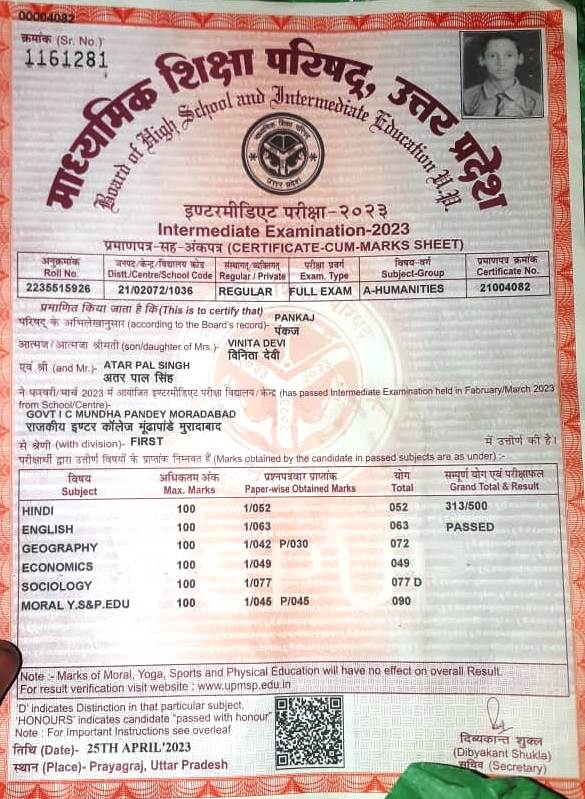 00004082
क्रमांक (Sr. No.)
1161281
माध्यमिक शिक्षा परिषद्, उत्तर प्रदेश
Board of High School and Intermediate Education U.P.
इण्टरमीडिएट परीक्षा-२०२३
Intermediate Examination-2023
प्रमाणपत्र-सह-अंकपत्र (CERTIFICATE-CUM-MARKS SHEET)
अनुक्रमांक जनपद/केन्द्र/विद्यालय कोड संस्थागत/व्यक्तिगत परीक्षा प्रवर्ग विषय-वर्ग प्रमाणपत्र क्रमांक
Roll No. Distt./Centre/School Code Regular / Private Exam. Type Subject-Group Certificate No.
2235515926 21/02072/1036 REGULAR FULL EXAM A-HUMANITIES 21004082
प्रमाणित किया जाता है कि (This is to certify that)
परिषद् के अभिलेखानुसार (according to the Board's record)- PANKAJ
पंकज
आत्मज / आत्मजा श्रीमती (son/daughter of Mrs.)- VINITA DEVI
विनिता देवी
एवं श्री (and Mr.)- ATAR PAL SINGH
अतर पाल सिंह
ने फरवरी/मार्च 2023 में आयोजित इण्टरमीडिएट परीक्षा विद्यालय/केन्द्र (has passed Intermediate Examination held in Fabruary/March 2023
from School/Centre)-
GOVT I C MUNDHA PANDEY MORADABAD
राजकीय इण्टर कॉलेज मूंढापांडे मुरादाबाद
से श्रेणी (with division)- FIRST में उत्तीर्ण की है।
परीक्षार्थी द्वारा उत्तीर्ण विषयों के प्राप्तांक निम्नवत हैं (Marks obtained by the candidate in passed subjects are as under) :-
विषय अधिकतम अंक प्रश्नपत्रवार प्राप्तांक योग सम्पूर्ण योग एवं परीक्षाफल
Subject Max. Marks Paper-wise Obtained Marks Total Grand Total & Result
HINDI 100 1/052 052 313/500
ENGLISH 100 1/063 063 PASSED
GEOGRAPHY 100 1/042 P/030 072
ECONOMICS 100 1/049 049
SOCIOLOGY 100 1/077 077 D
MORAL Y.S&P.EDU 100 1/045 P/045 090
Note :- Marks of Moral, Yoga, Sports and Physical Education will have no effect on overall Result.
For result verification visit website : www.upmsp.edu.in
'D' indicates Distinction in that particular subject,
'HONOURS' indicates candidate "passed with honour"
Note : For Important Instructions see overleaf
तिथि (Date)- 25TH APRIL'2023
स्थान (Place)- Prayagraj, Uttar Pradesh
दिब्यकान्त शुक्ल
(Dibyakant Shukla)
सचिव (Secretary)